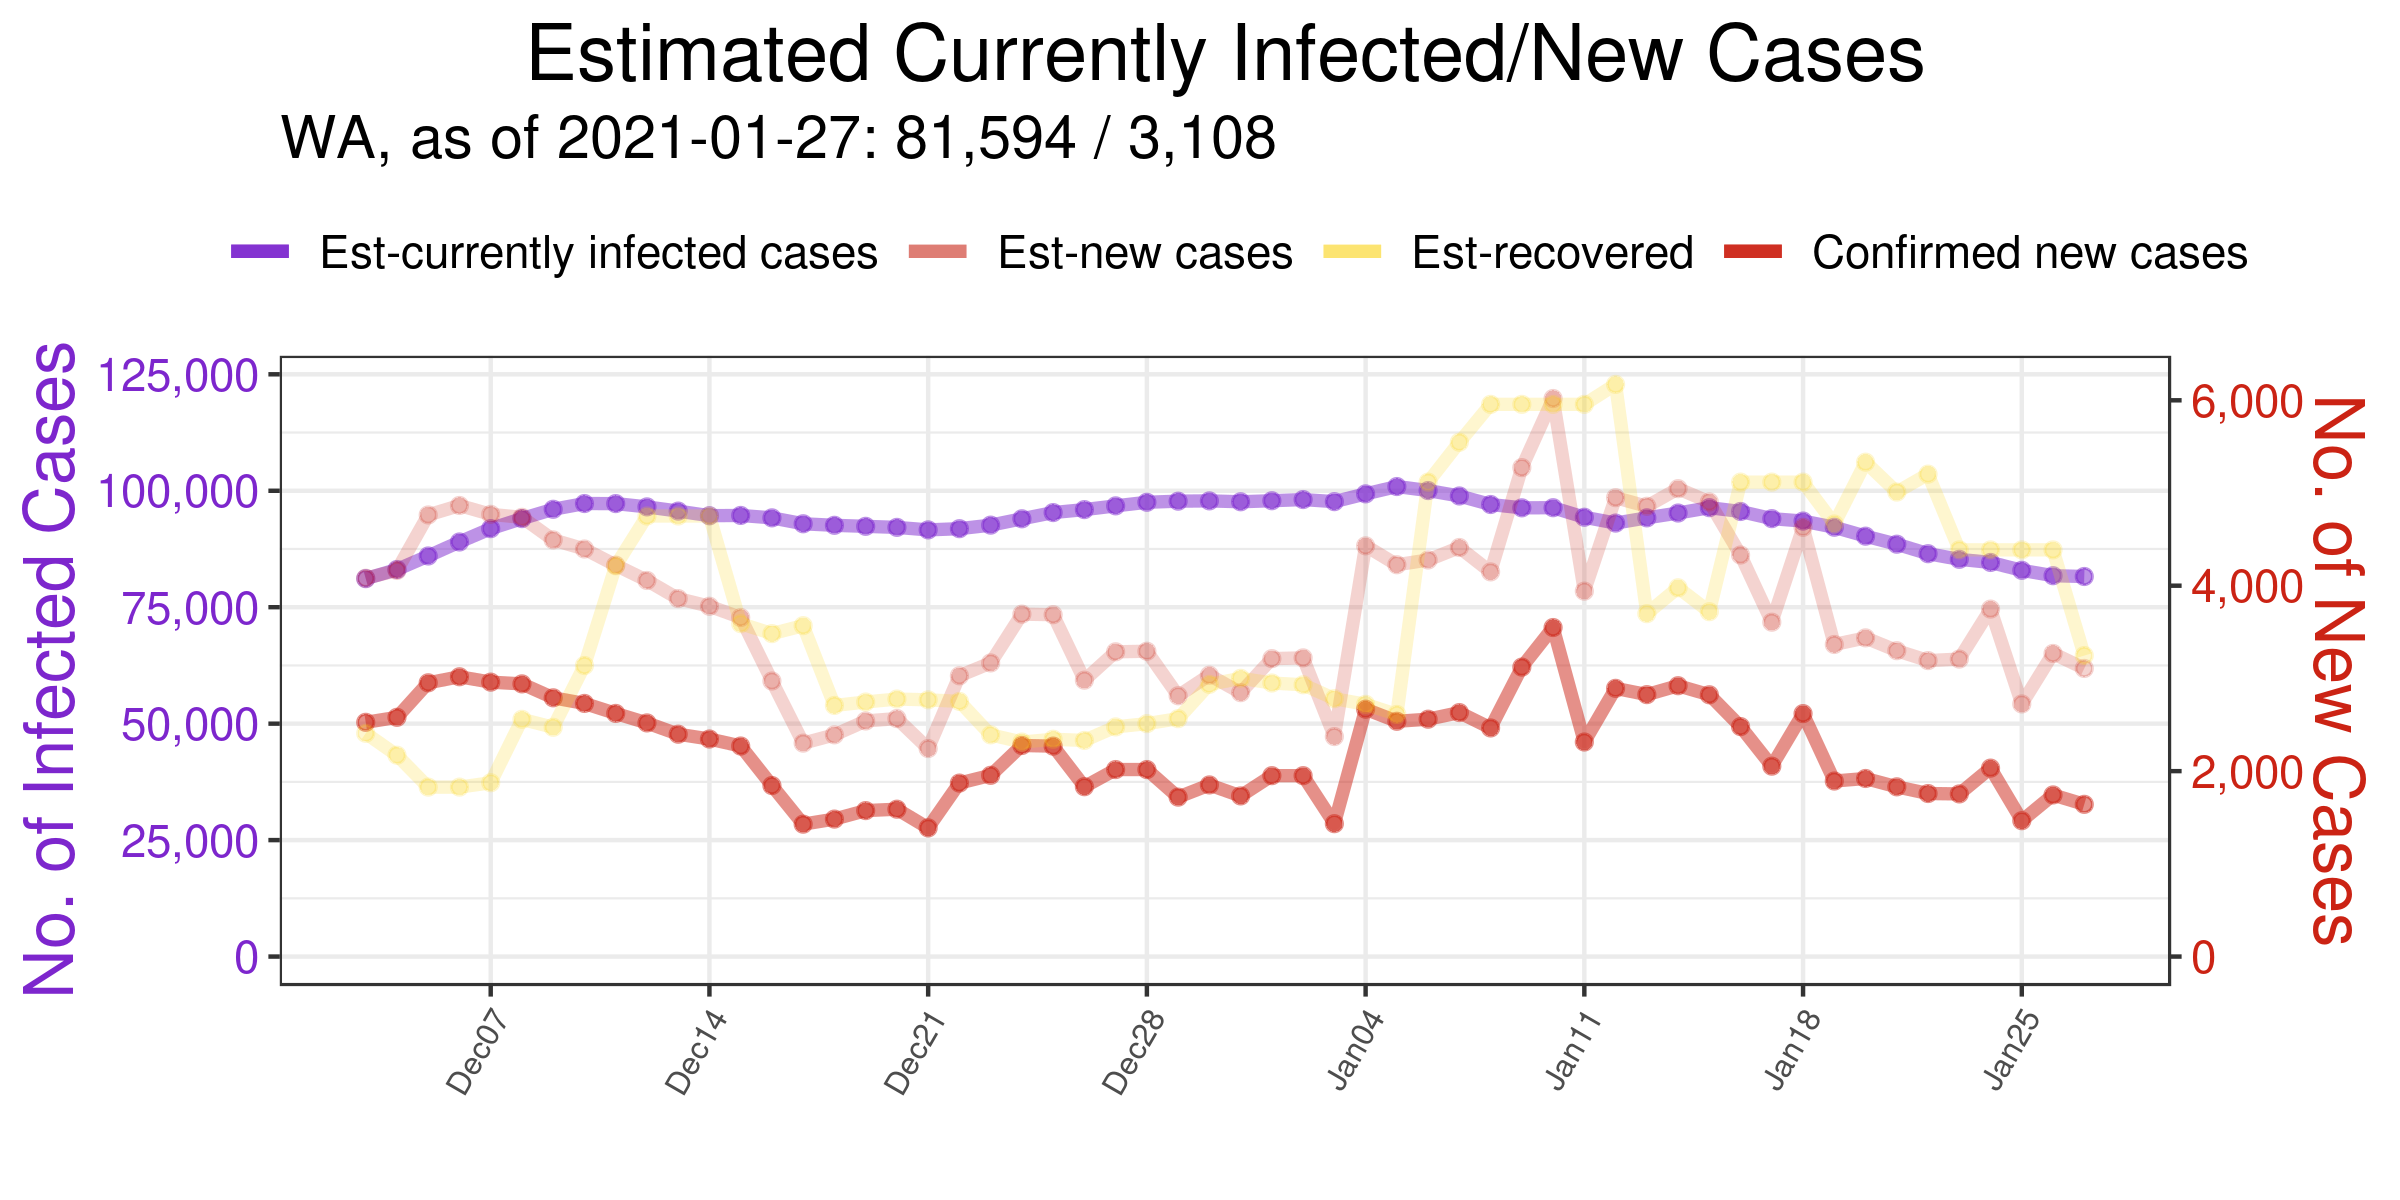 Estimated Currently Infected/New Cases
WA, as of 2021-01-27: 81,594 / 3,108
Est-currently infected cases Est-new cases Est-recovered Confirmed new cases
No. of Infected Cases
125,000
100,000
75,000
50,000
25,000
0
6,000
4,000
2,000
0
No. of New Cases
Dec07 Dec14 Dec21 Dec28 Jan04 Jan11 Jan18 Jan25